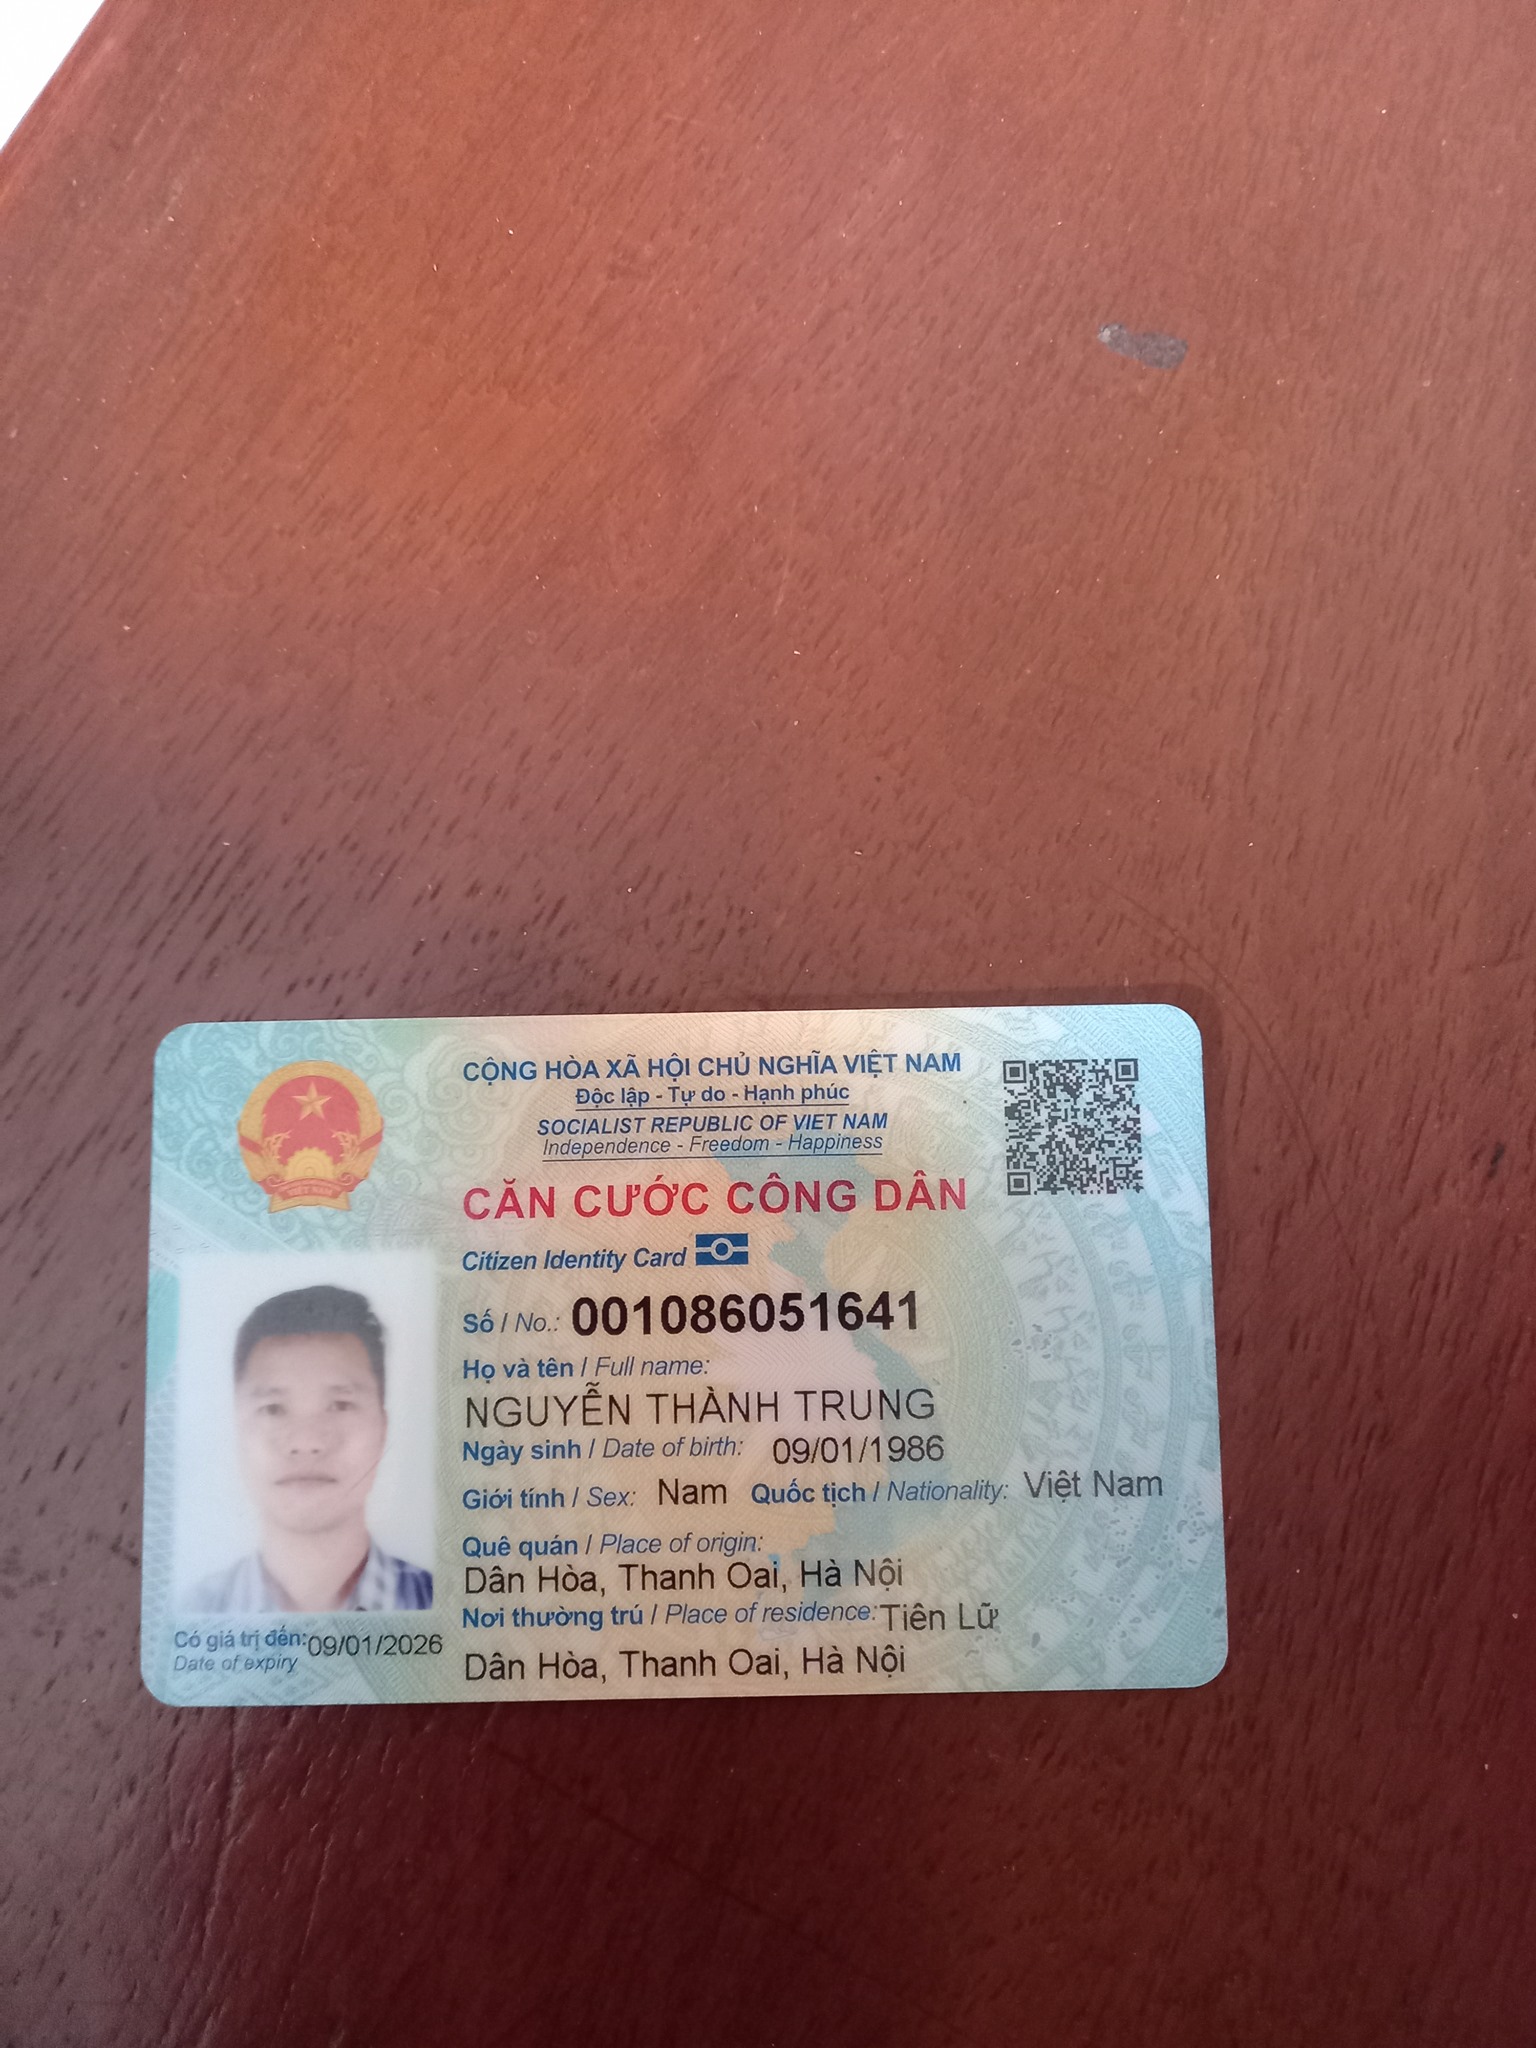 CỘNG HÒA XÃ HỘI CHỦ NGHĨA VIỆT NAM
Độc lập - Tự do - Hạnh phúc
SOCIALIST REPUBLIC OF VIET NAM
Independence - Freedom - Happiness
CĂN CƯỚC CÔNG DÂN
Citizen Identity Card
Số / No.: 001086051641
Họ và tên / Full name:
NGUYỄN THÀNH TRUNG
Ngày sinh / Date of birth: 09/01/1986
Giới tính / Sex: Nam Quốc tịch / Nationality: Việt Nam
Quê quán / Place of origin:
Dân Hòa, Thanh Oai, Hà Nội
Nơi thường trú / Place of residence: Tiên Lữ
Dân Hòa, Thanh Oai, Hà Nội
Có giá trị đến: 09/01/2026
Date of expiry